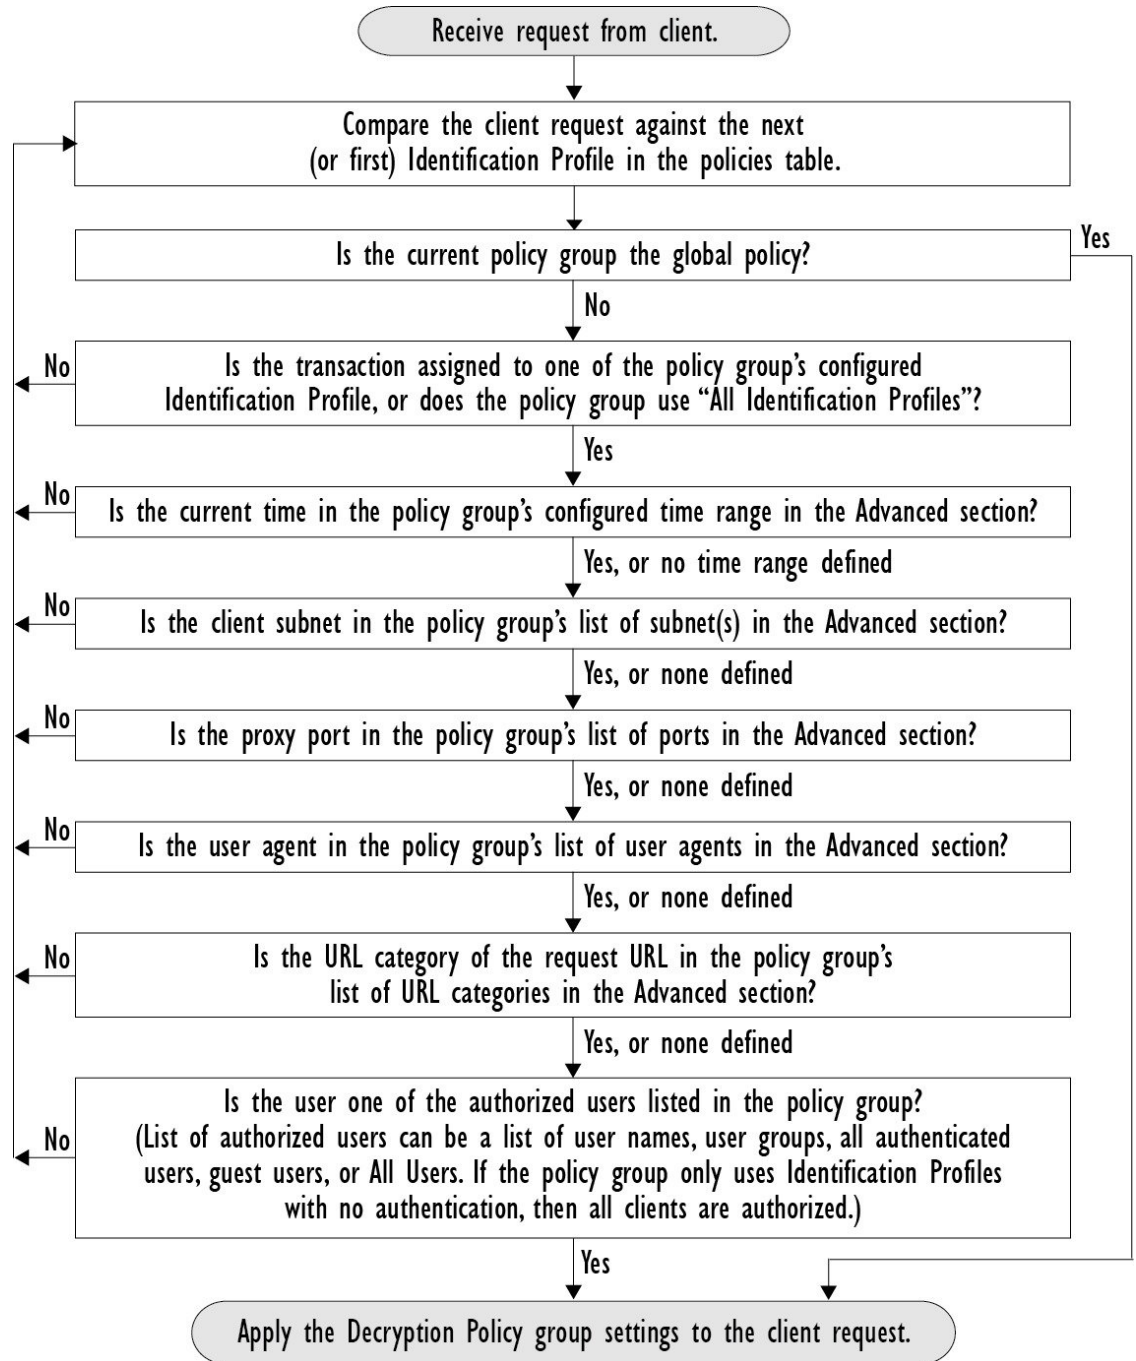 Receive request from client.
Compare the client request against the next
(or first) Identification Profile in the policies table.
Is the current policy group the global policy?
Yes
No
Is the transaction assigned to one of the policy group's configured
Identification Profile, or does the policy group use “All Identification Profiles”?
No
Yes
Is the current time in the policy group's configured time range in the Advanced section?
No
Yes, or no time range defined
Is the client subnet in the policy group's list of subnet(s) in the Advanced section?
No
Yes, or none defined
Is the proxy port in the policy group's list of ports in the Advanced section?
No
Yes, or none defined
Is the user agent in the policy group's list of user agents in the Advanced section?
No
Yes, or none defined
Is the URL category of the request URL in the policy group's
list of URL categories in the Advanced section?
No
Yes, or none defined
Is the user one of the authorized users listed in the policy group?
(List of authorized users can be a list of user names, user groups, all authenticated
users, guest users, or All Users. If the policy group only uses Identification Profiles
with no authentication, then all clients are authorized.)
No
Yes
Apply the Decryption Policy group settings to the client request.